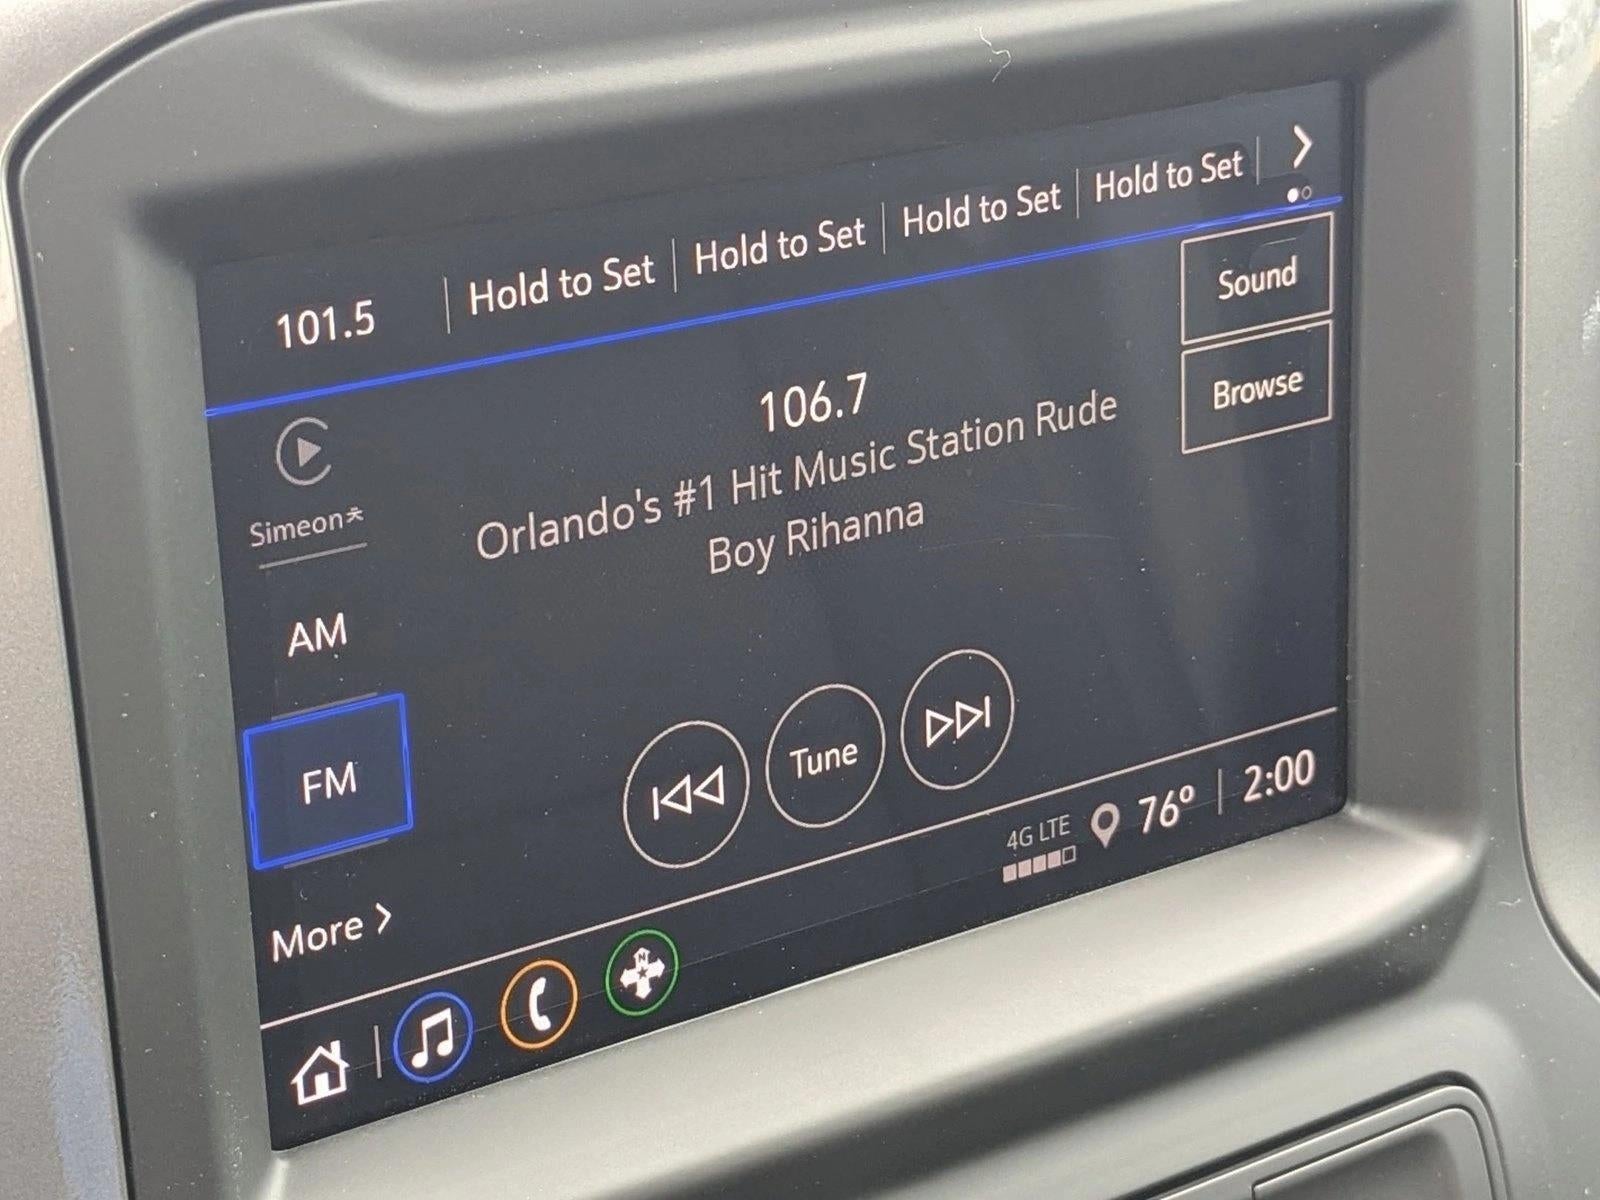 101.5
Hold to Set
Hold to Set
Hold to Set
Hold to Set
Sound
Browse
106.7
Orlando's #1 Hit Music Station Rude
Boy Rihanna
Simeon
AM
FM
More
Tune
4G LTE
76°
2:00
N